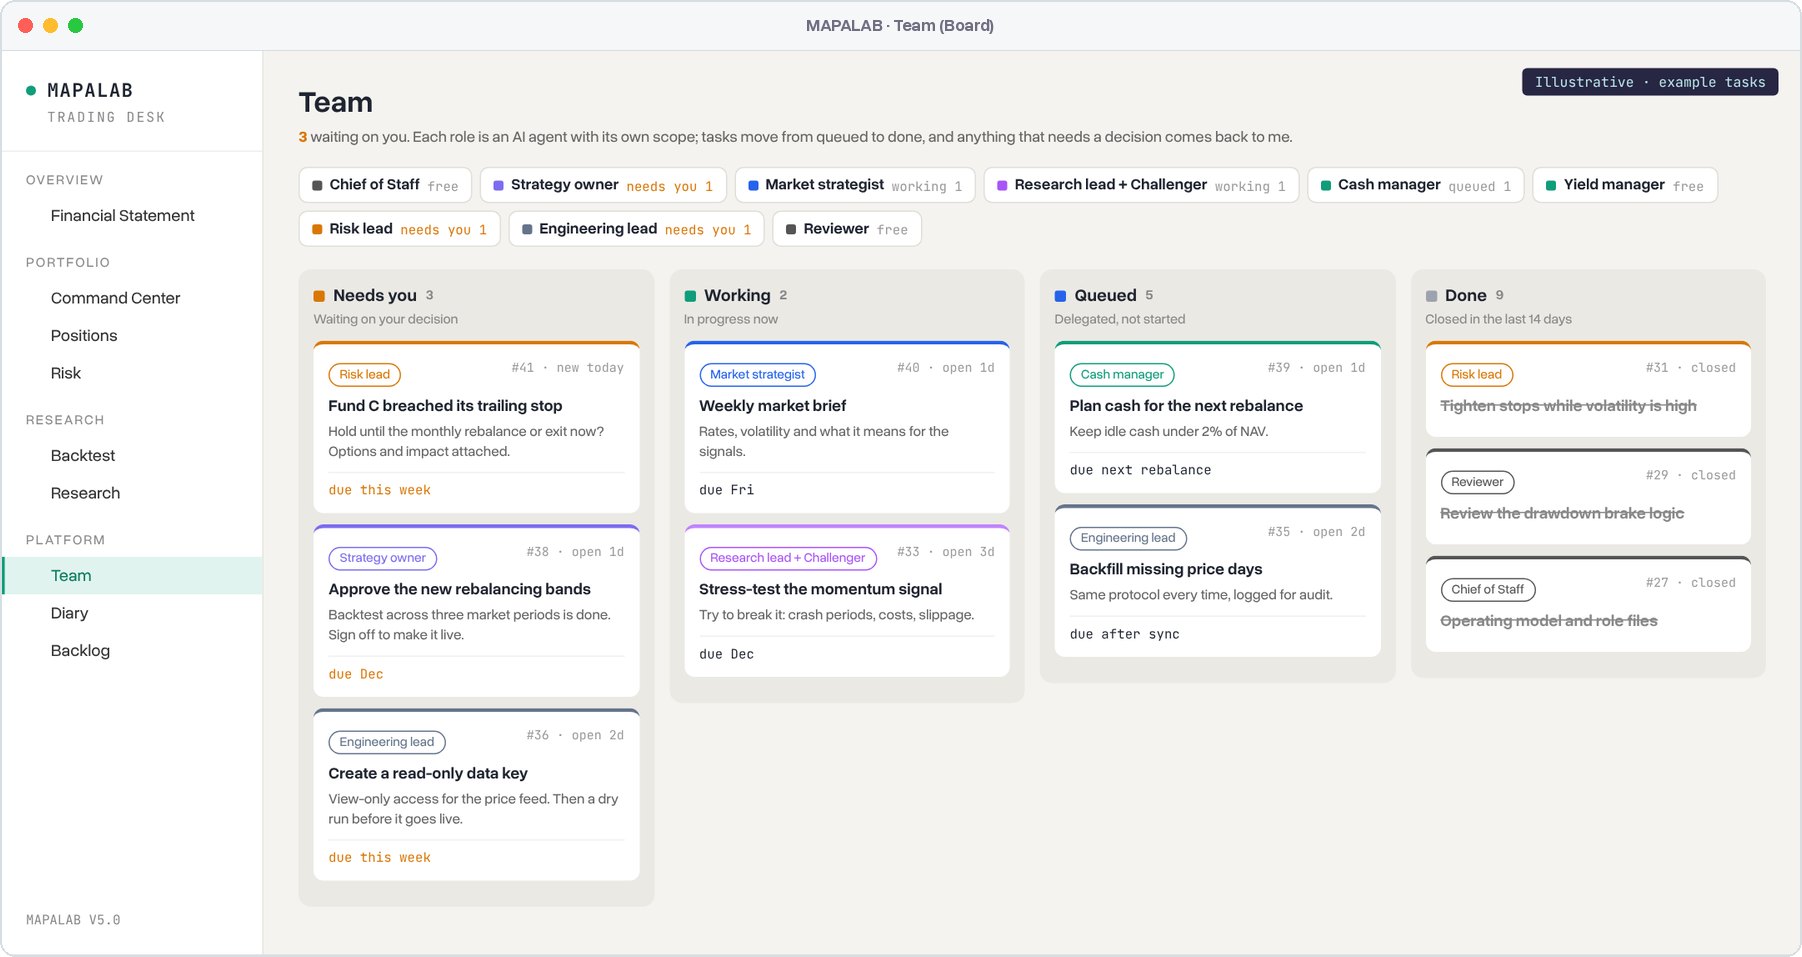 MAPALAB · Team (Board)
MAPALAB
TRADING DESK
OVERVIEW
Financial Statement
PORTFOLIO
Command Center
Positions
Risk
RESEARCH
Backtest
Research
PLATFORM
Team
Diary
Backlog
MAPALAB V5.0
Illustrative · example tasks
Team
3 waiting on you. Each role is an AI agent with its own scope; tasks move from queued to done, and anything that needs a decision comes back to me.
Chief of Staff free
Strategy owner needs you 1
Market strategist working 1
Research lead + Challenger working 1
Cash manager queued 1
Yield manager free
Risk lead needs you 1
Engineering lead needs you 1
Reviewer free
Needs you 3
Waiting on your decision
Risk lead
#41 · new today
Fund C breached its trailing stop
Hold until the monthly rebalance or exit now?
Options and impact attached.
due this week
Strategy owner
#38 · open 1d
Approve the new rebalancing bands
Backtest across three market periods is done.
Sign off to make it live.
due Dec
Engineering lead
#36 · open 2d
Create a read-only data key
View-only access for the price feed. Then a dry
run before it goes live.
due this week
Working 2
In progress now
Market strategist
#40 · open 1d
Weekly market brief
Rates, volatility and what it means for the
signals.
due Fri
Research lead + Challenger
#33 · open 3d
Stress-test the momentum signal
Try to break it: crash periods, costs, slippage.
due Dec
Queued 5
Delegated, not started
Cash manager
#39 · open 1d
Plan cash for the next rebalance
Keep idle cash under 2% of NAV.
due next rebalance
Engineering lead
#35 · open 2d
Backfill missing price days
Same protocol every time, logged for audit.
due after sync
Done 9
Closed in the last 14 days
Risk lead
#31 · closed
Tighten stops while volatility is high
Reviewer
#29 · closed
Review the drawdown brake logic
Chief of Staff
#27 · closed
Operating model and role files